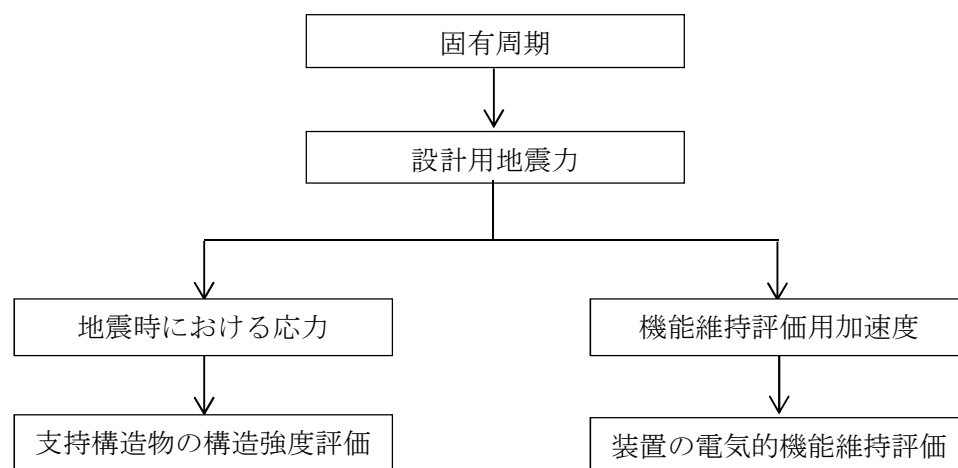 固有周期
設計用地震力
地震時における応力
機能維持評価用加速度
支持構造物の構造強度評価
装置の電気的機能維持評価